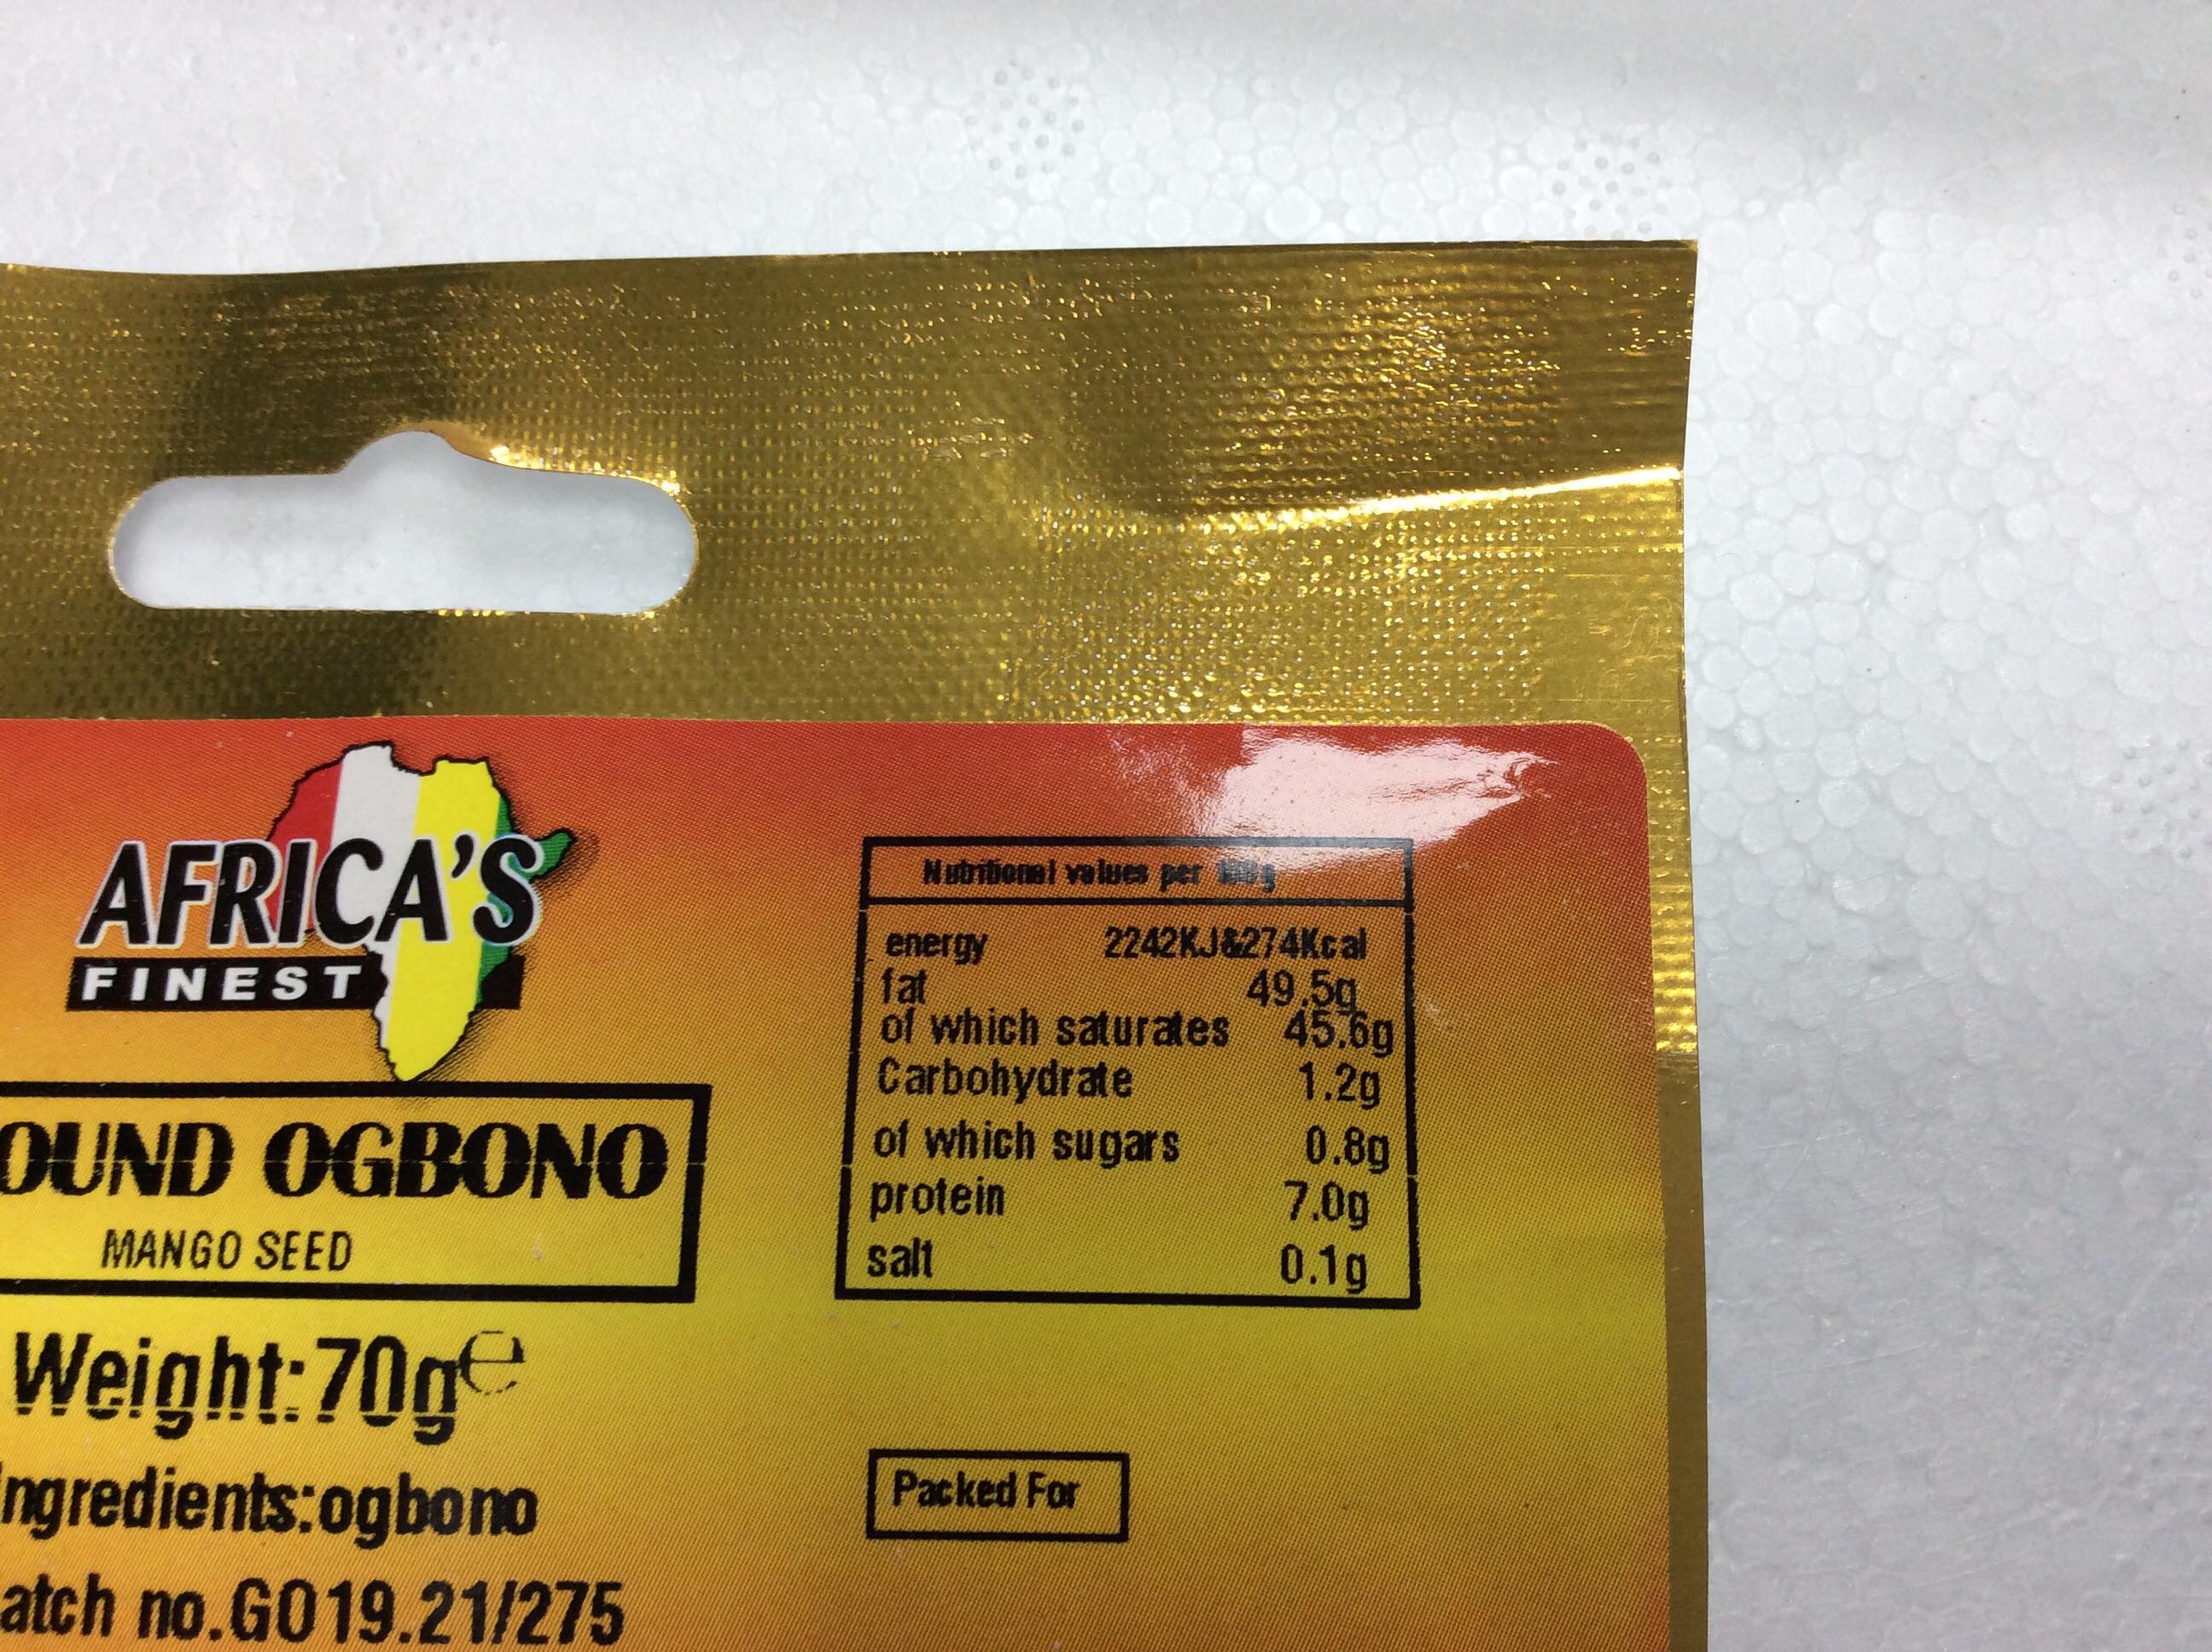 AFRICA'S
FINEST
OUND OGBONO
MANGO SEED
Weight:70g e
ngredients:ogbono
atch no.GO19.21/275
Nutritional values per 100g
energy 2242KJ&274Kcal
fat 49.5g
of which saturates 45.6g
Carbohydrate 1.2g
of which sugars 0.8g
protein 7.0g
salt 0.1g
Packed For